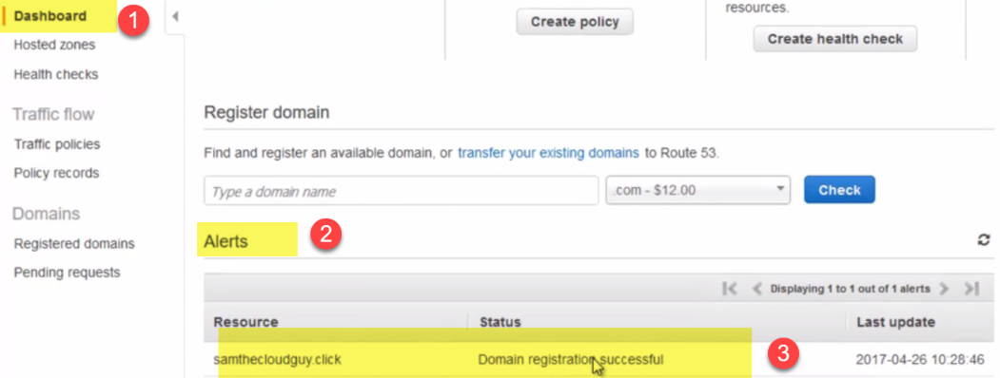 Dashboard
1
Hosted zones
Health checks
Traffic flow
Traffic policies
Policy records
Domains
Registered domains
Pending requests
Create policy
resources.
Create health check
Register domain
Find and register an available domain, or transfer your existing domains to Route 53.
Type a domain name
.com - $12.00
Check
Alerts
2
Displaying 1 to 1 out of 1 alerts
Resource Status Last update
samthecloudguy.click Domain registration successful 3 2017-04-26 10:28:46